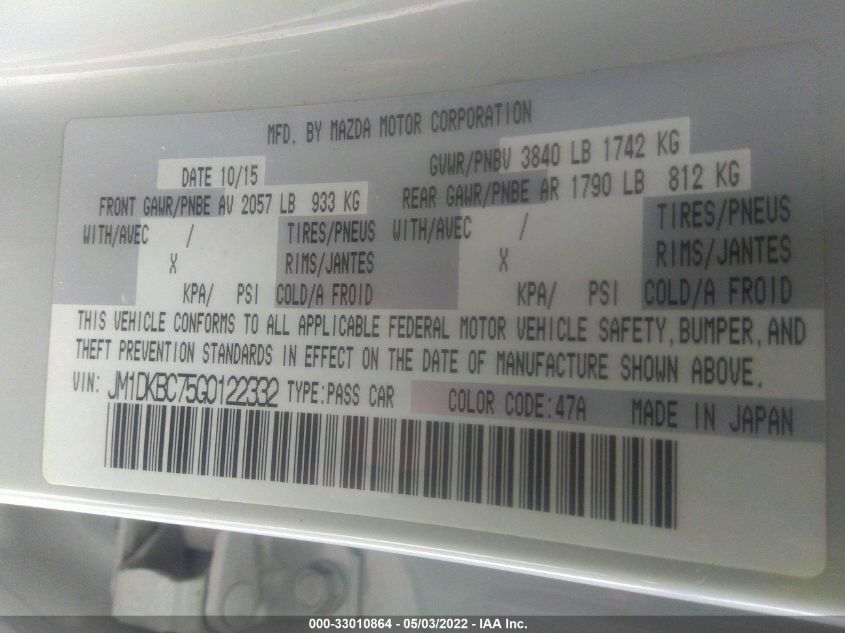 MFD. BY MAZDA MOTOR CORPORATION
DATE 10/15 GVWR/PNBV 3840 LB 1742 KG
FRONT GAWR/PNBE AV 2057 LB 933 KG REAR GAWR/PNBE AR 1790 LB 812 KG
WITH/AVEC / TIRES/PNEUS WITH/AVEC / TIRES/PNEUS
X RIMS/JANTES X RIMS/JANTES
KPA/ PSI COLD/A FROID KPA/ PSI COLD/A FROID
THIS VEHICLE CONFORMS TO ALL APPLICABLE FEDERAL MOTOR VEHICLE SAFETY, BUMPER, AND
THEFT PREVENTION STANDARDS IN EFFECT ON THE DATE OF MANUFACTURE SHOWN ABOVE.
VIN: JM1DKBC75G0122332 TYPE:PASS CAR COLOR CODE:47A MADE IN JAPAN
000-33010864 - 05/03/2022 - IAA Inc.